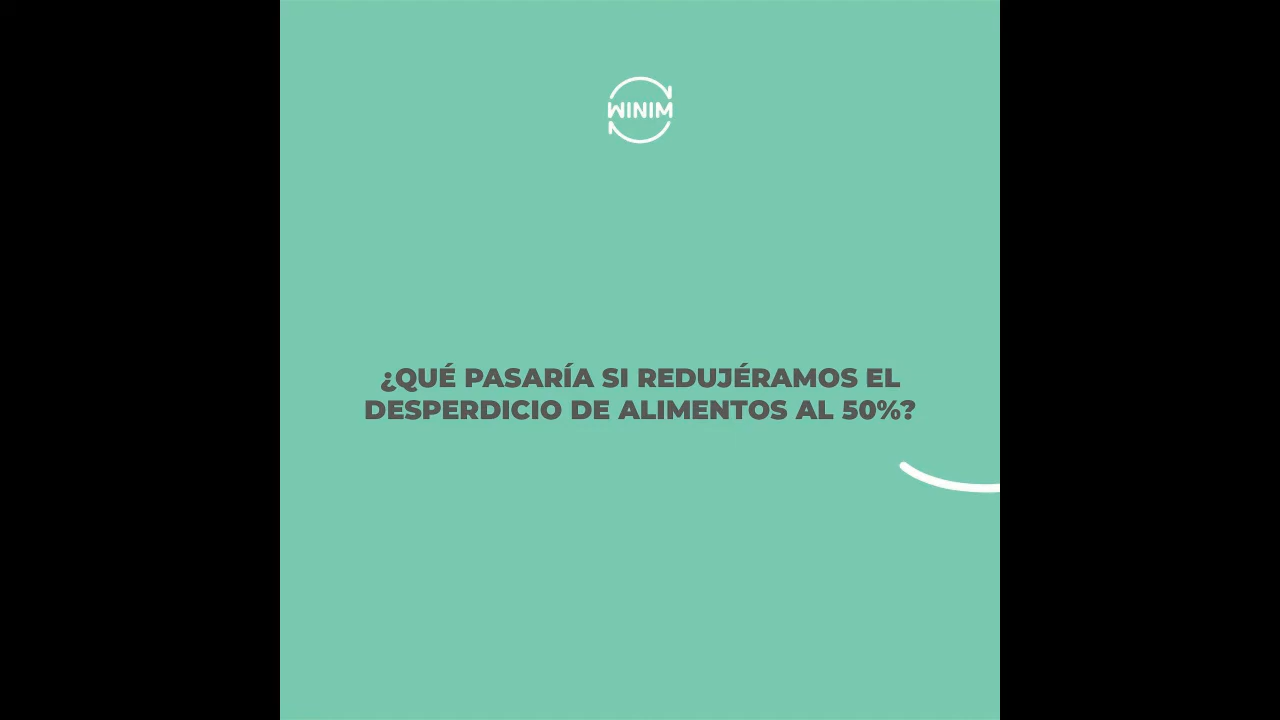 WINIM
¿QUÉ PASARÍA SI REDUJÉRAMOS EL
DESPERDICIO DE ALIMENTOS AL 50%?